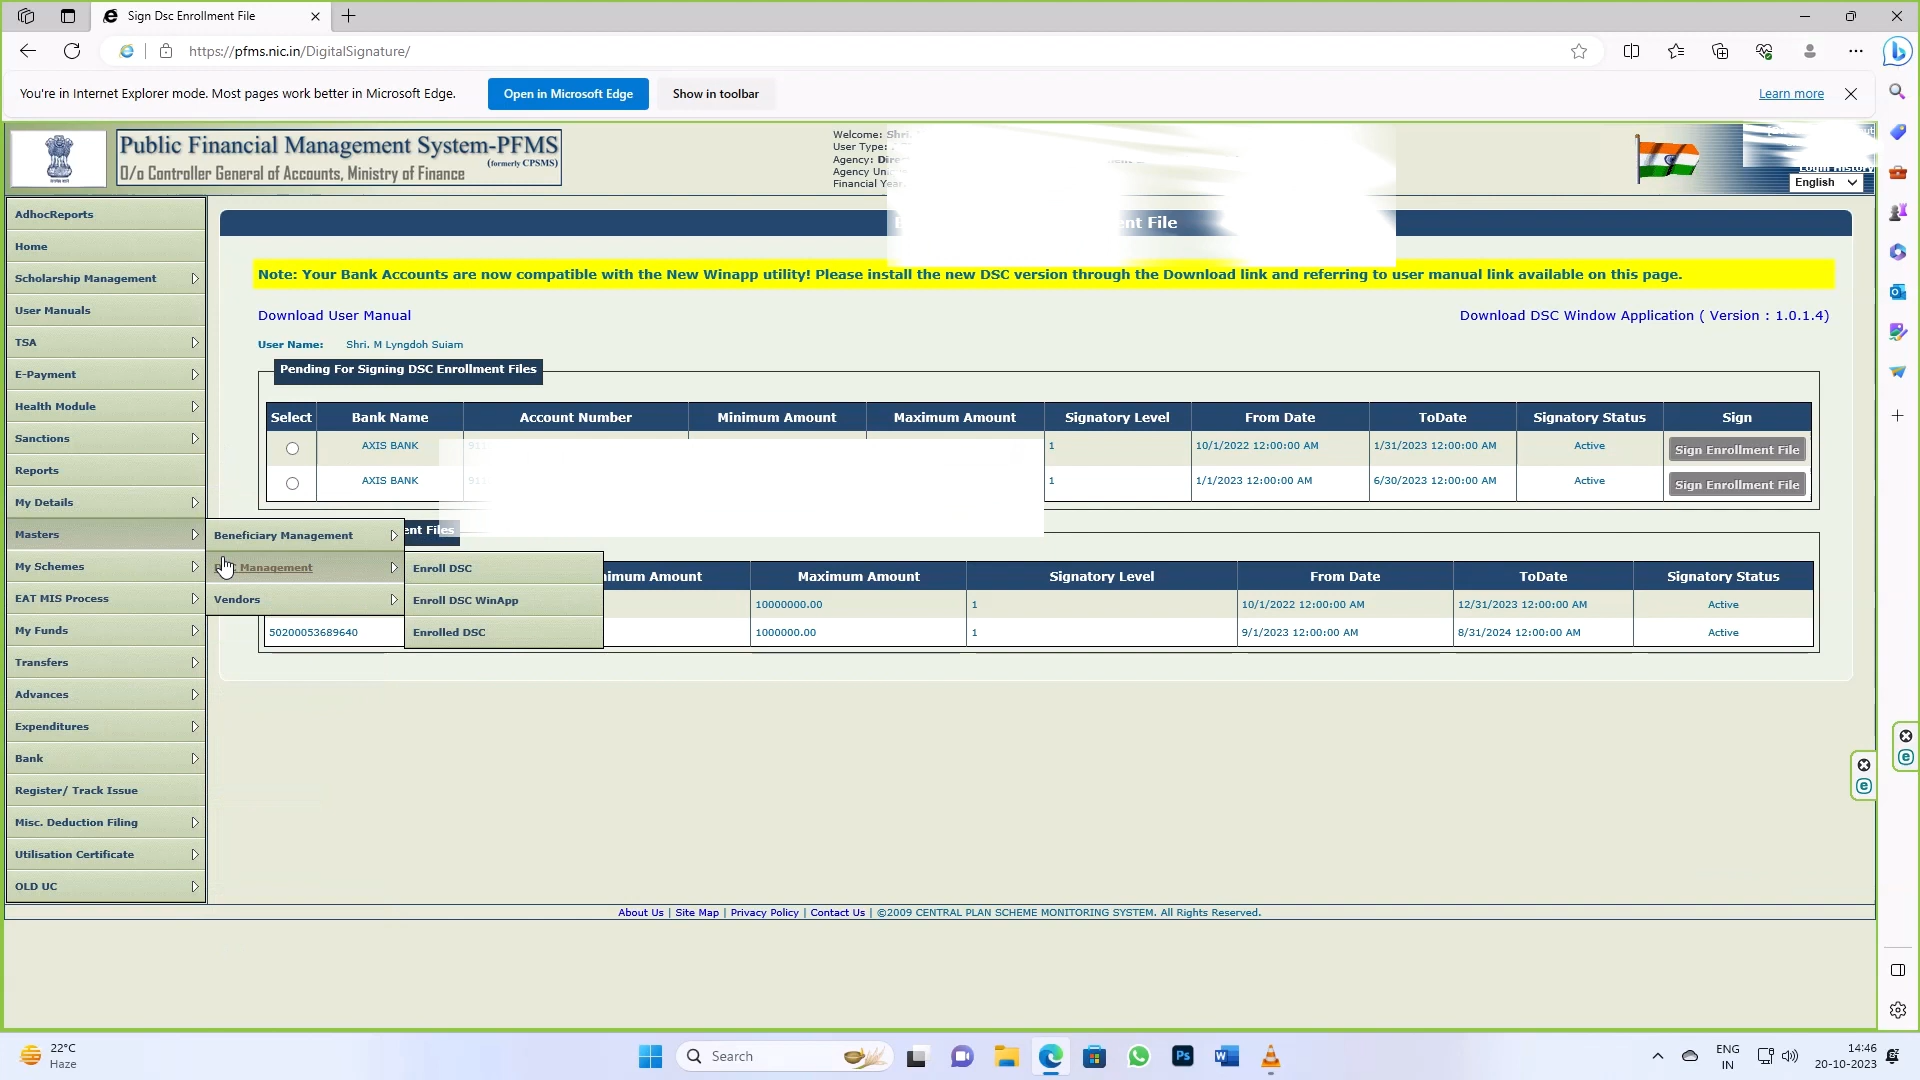 Sign Dsc Enrollment File
https://pfms.nic.in/DigitalSignature/
You're in Internet Explorer mode. Most pages work better in Microsoft Edge.
Open in Microsoft Edge
Show in toolbar
Learn more
Public Financial Management System-PFMS
(formerly CPSMS)
O/o Controller General of Accounts, Ministry of Finance
Welcome: Shri.
User Type:
Agency:
Agency
Financial Year
Login History
English
AdhocReports
Home
Scholarship Management
User Manuals
TSA
E-Payment
Health Module
Sanctions
Reports
My Details
Masters
My Schemes
EAT MIS Process
My Funds
Transfers
Advances
Expenditures
Bank
Register/ Track Issue
Misc. Deduction Filing
Utilisation Certificate
OLD UC
Beneficiary Management
Management
Vendors
Enroll DSC
Enroll DSC WinApp
Enrolled DSC
File
Note: Your Bank Accounts are now compatible with the New Winapp utility! Please install the new DSC version through the Download link and referring to user manual link available on this page.
Download User Manual
Download DSC Window Application ( Version : 1.0.1.4)
User Name: Shri. M Lyngdoh Suiam
Pending For Signing DSC Enrollment Files
Select Bank Name Account Number Minimum Amount Maximum Amount Signatory Level From Date ToDate Signatory Status Sign
AXIS BANK 1 10/1/2022 12:00:00 AM 1/31/2023 12:00:00 AM Active Sign Enrollment File
AXIS BANK 1 1/1/2023 12:00:00 AM 6/30/2023 12:00:00 AM Active Sign Enrollment File
Files
Amount Maximum Amount Signatory Level From Date ToDate Signatory Status
10000000.00 1 10/1/2022 12:00:00 AM 12/31/2023 12:00:00 AM Active
50200053689640 1000000.00 1 9/1/2023 12:00:00 AM 8/31/2024 12:00:00 AM Active
About Us | Site Map | Privacy Policy | Contact Us | ©2009 CENTRAL PLAN SCHEME MONITORING SYSTEM. All Rights Reserved.
22°C
Haze
Search
ENG
IN
14:46
20-10-2023